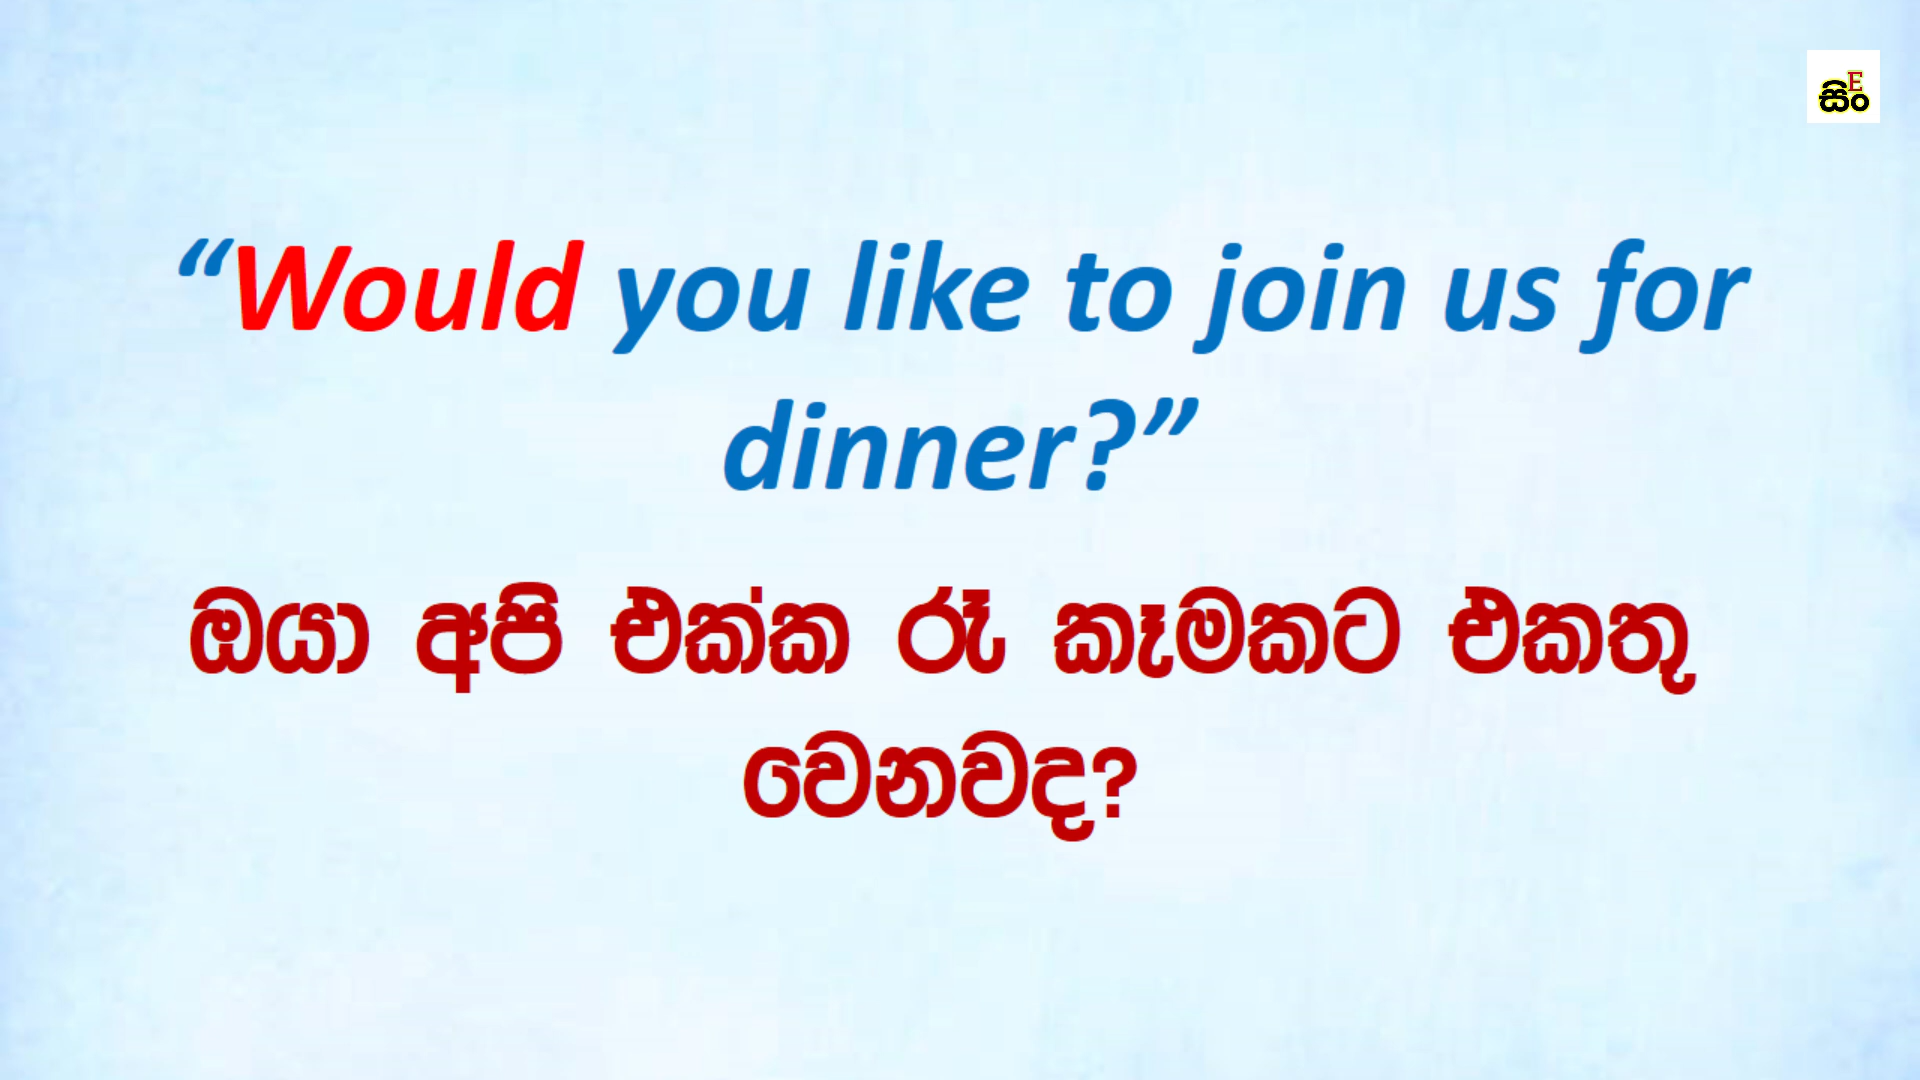 සිංE
“Would you like to join us for
dinner?”
ඔයා අපි එක්ක රෑ කෑමකට එකතු
වෙනවද?